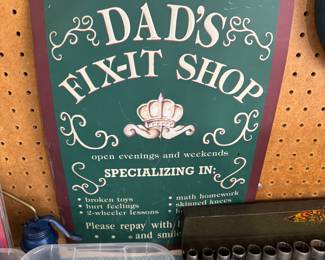 DAD'S
FIX-IT SHOP
open evenings and weekends
SPECIALIZING IN:
• broken toys
• hurt feelings
• 2-wheeler lessons
• math homework
• skinned knees
Please repay with
and smile